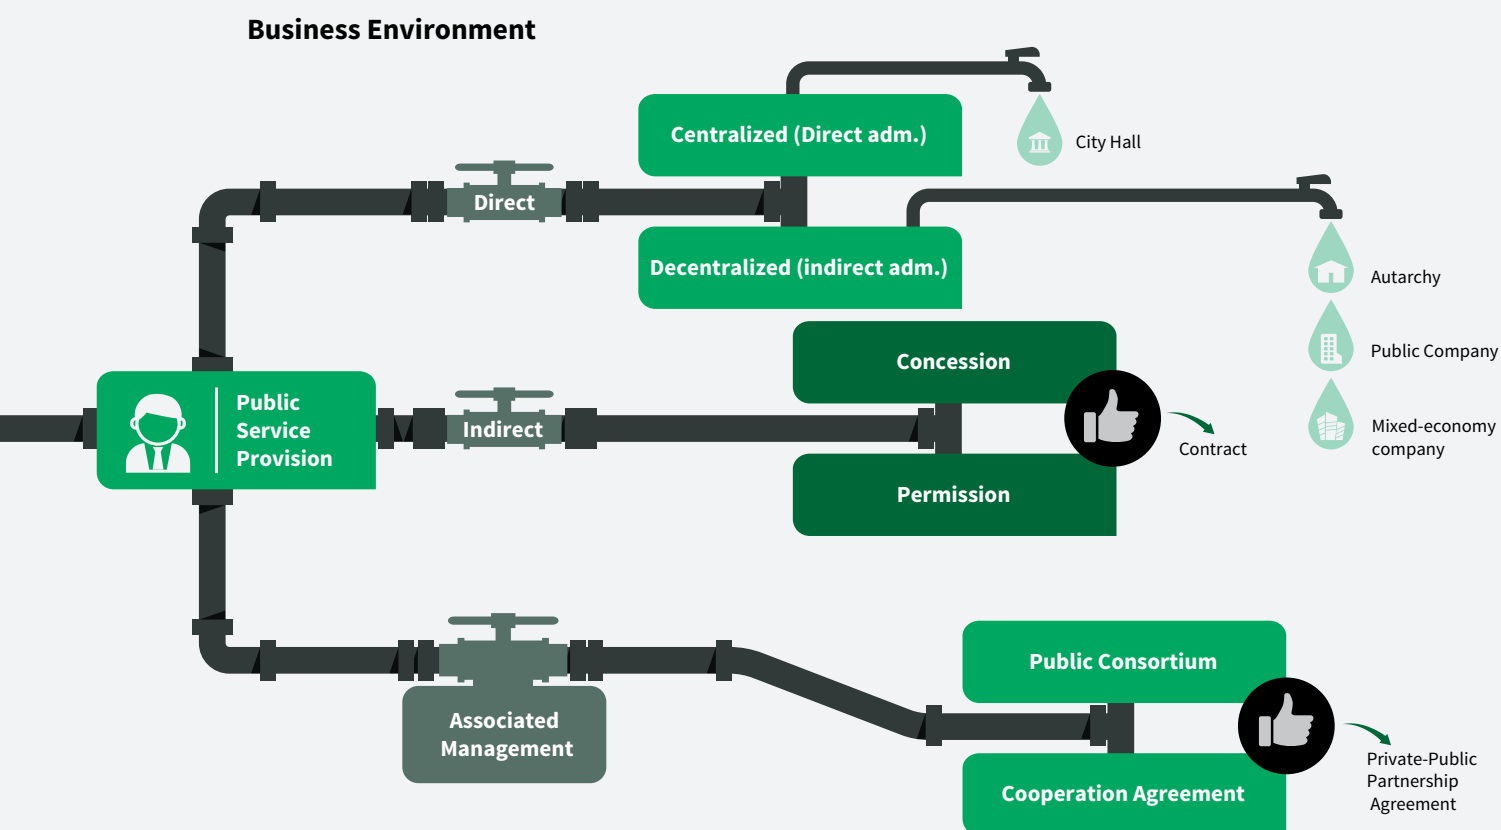 Business Environment
Centralized (Direct adm.)
City Hall
Direct
Decentralized (indirect adm.)
Autarchy
Public Company
Mixed-economy
company
Public
Service
Provision
Indirect
Concession
Contract
Permission
Associated
Management
Public Consortium
Private-Public
Partnership
Agreement
Cooperation Agreement